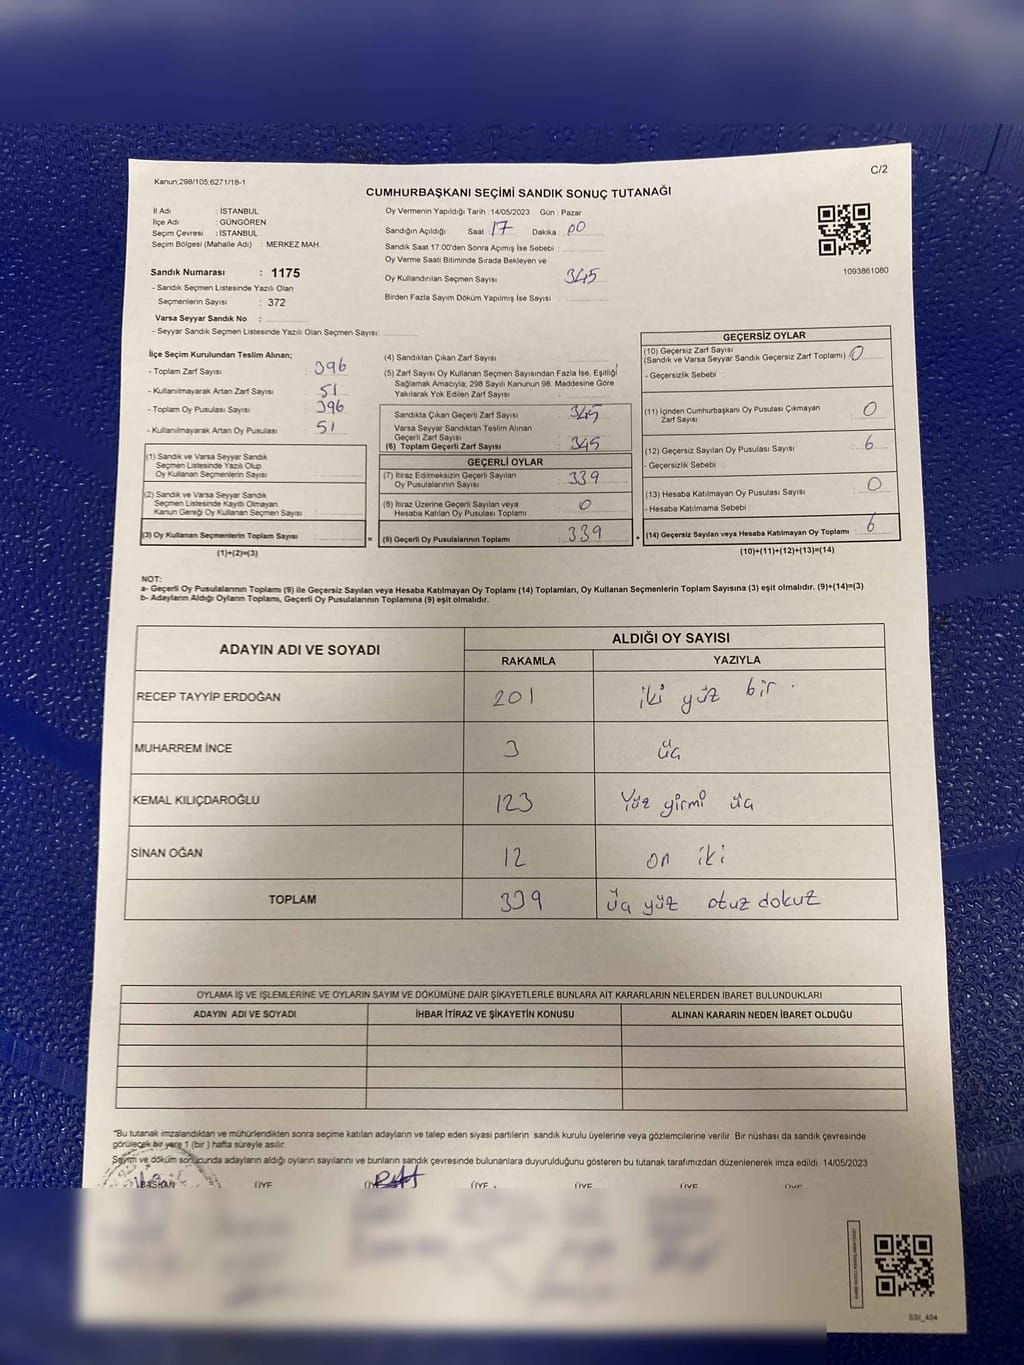 Kanun;298/105;6271/18-1
C/2
CUMHURBAŞKANI SEÇİMİ SANDIK SONUÇ TUTANAĞI
İl Adı : İSTANBUL
İlçe Adı : GÜNGÖREN
Seçim Çevresi : İSTANBUL
Seçim Bölgesi (Mahalle Adı) : MERKEZ MAH.
Sandık Numarası : 1175
- Sandık Seçmen Listesinde Yazılı Olan
Seçmenlerin Sayısı : 372
Varsa Seyyar Sandık No :
- Seyyar Sandık Seçmen Listesinde Yazılı Olan Seçmen Sayısı:
Oy Vermenin Yapıldığı Tarih : 14/05/2023 Gün : Pazar
Sandığın Açıldığı Saat 17 Dakika 00
Sandık Saat 17:00'den Sonra Açımış İse Sebebi :
Oy Verme Saati Bitiminde Sırada Bekleyen ve
Oy Kullandırılan Seçmen Sayısı : 345
Birden Fazla Sayım Döküm Yapılmış İse Sayısı :
1093861080
İlçe Seçim Kurulundan Teslim Alınan;
- Toplam Zarf Sayısı : 396
- Kullanılmayarak Artan Zarf Sayısı : 51
- Toplam Oy Pusulası Sayısı : 396
- Kullanılmayarak Artan Oy Pusulası : 51
(1) Sandık ve Varsa Seyyar Sandık
Seçmen Listesinde Yazılı Olup
Oy Kullanan Seçmenlerin Sayısı :
(2) Sandık ve Varsa Seyyar Sandık
Seçmen Listesinde Kayıtlı Olmayan
Kanun Gereği Oy Kullanan Seçmen Sayısı :
(3) Oy Kullanan Seçmenlerin Toplam Sayısı :
(1)+(2)=(3)
(4) Sandıktan Çıkan Zarf Sayısı :
(5) Zarf Sayısı Oy Kullanan Seçmen Sayısından Fazla İse, Eşitliği
Sağlamak Amacıyla, 298 Sayılı Kanunun 98. Maddesine Göre
Yakılarak Yok Edilen Zarf Sayısı :
Sandıkta Çıkan Geçerli Zarf Sayısı : 345
Varsa Seyyar Sandıktan Teslim Alınan
Geçerli Zarf Sayısı :
(6) Toplam Geçerli Zarf Sayısı : 345
GEÇERLİ OYLAR
(7) İtiraz Edilmeksizin Geçerli Sayılan
Oy Pusulalarının Sayısı : 339
(8) İtiraz Üzerine Geçerli Sayılan veya
Hesaba Katılan Oy Pusulası Toplamı : 0
= (9) Geçerli Oy Pusulalarının Toplamı : 339
GEÇERSİZ OYLAR
(10) Geçersiz Zarf Sayısı
(Sandık ve Varsa Seyyar Sandık Geçersiz Zarf Toplamı) : 0
- Geçersizlik Sebebi :
(11) İçinden Cumhurbaşkanı Oy Pusulası Çıkmayan
Zarf Sayısı : 0
(12) Geçersiz Sayılan Oy Pusulası Sayısı : 6
- Geçersizlik Sebebi :
(13) Hesaba Katılmayan Oy Pusulası Sayısı : 0
- Hesaba Katılmama Sebebi :
+ (14) Geçersiz Sayılan veya Hesaba Katılmayan Oy Toplamı : 6
(10)+(11)+(12)+(13)=(14)
NOT:
a- Geçerli Oy Pusulalarının Toplamı (9) ile Geçersiz Sayılan veya Hesaba Katılmayan Oy Toplamı (14) Toplamları, Oy Kullanan Seçmenlerin Toplam Sayısına (3) eşit olmalıdır. (9)+(14)=(3)
b- Adayların Aldığı Oyların Toplamı, Geçerli Oy Pusulalarının Toplamına (9) eşit olmalıdır.
ADAYIN ADI VE SOYADI
ALDIĞI OY SAYISI
RAKAMLA YAZIYLA
RECEP TAYYİP ERDOĞAN 201 iki yüz bir
MUHARREM İNCE 3 üç
KEMAL KILIÇDAROĞLU 123 Yüz yirmi üç
SİNAN OĞAN 12 on iki
TOPLAM 339 üç yüz otuz dokuz
OYLAMA İŞ VE İŞLEMLERİNE VE OYLARIN SAYIM VE DÖKÜMÜNE DAİR ŞİKAYETLERLE BUNLARA AİT KARARLARIN NELERDEN İBARET BULUNDUKLARI
ADAYIN ADI VE SOYADI İHBAR İTİRAZ VE ŞİKAYETİN KONUSU ALINAN KARARIN NEDEN İBARET OLDUĞU
*Bu tutanak imzalandıktan ve mühürlendikten sonra seçime katılan adayların ve talep eden siyasi partilerin sandık kurulu üyelerine veya gözlemcilerine verilir. Bir nüshası da sandık çevresinde
görülecek bir yere 1 (bir ) hafta süreyle asılır.
Sayım ve döküm sonucunda adayların aldığı oyların sayılarını ve bunların sandık çevresinde bulunanlara duyurulduğunu gösteren bu tutanak tarafımızdan düzenlenerek imza edildi. 14/05/2023
BAŞKAN ÜYE ÜYE ÜYE ÜYE ÜYE ÜYE
SSI_404